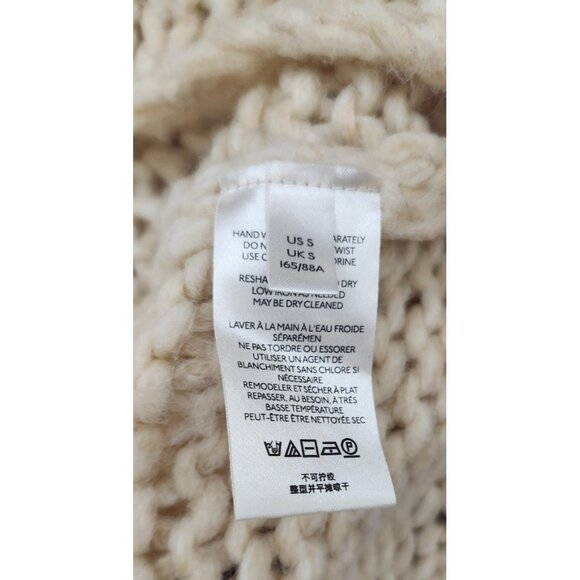 US S
UK S
165/88A
HAND
DO TWIST
USE
RESHA DRY
LOW IRON AS NEEDED
MAY BE DRY CLEANED
LAVER À LA MAIN À L'EAU FROIDE
SÉPARÉMEN
NE PAS TORDRE OU ESSORER
UTILISER UN AGENT DE
BLANCHIMENT SANS CHLORE SI
NÉCESSAIRE
REMODELER ET SÉCHER À PLAT
REPASSER, AU BESOIN, À TRÈS
BASSE TEMPÉRATURE
PEUT-ÊTRE ÊTRE NETTOYÉE SEC
P
不可拧绞
整型并平摊晾干